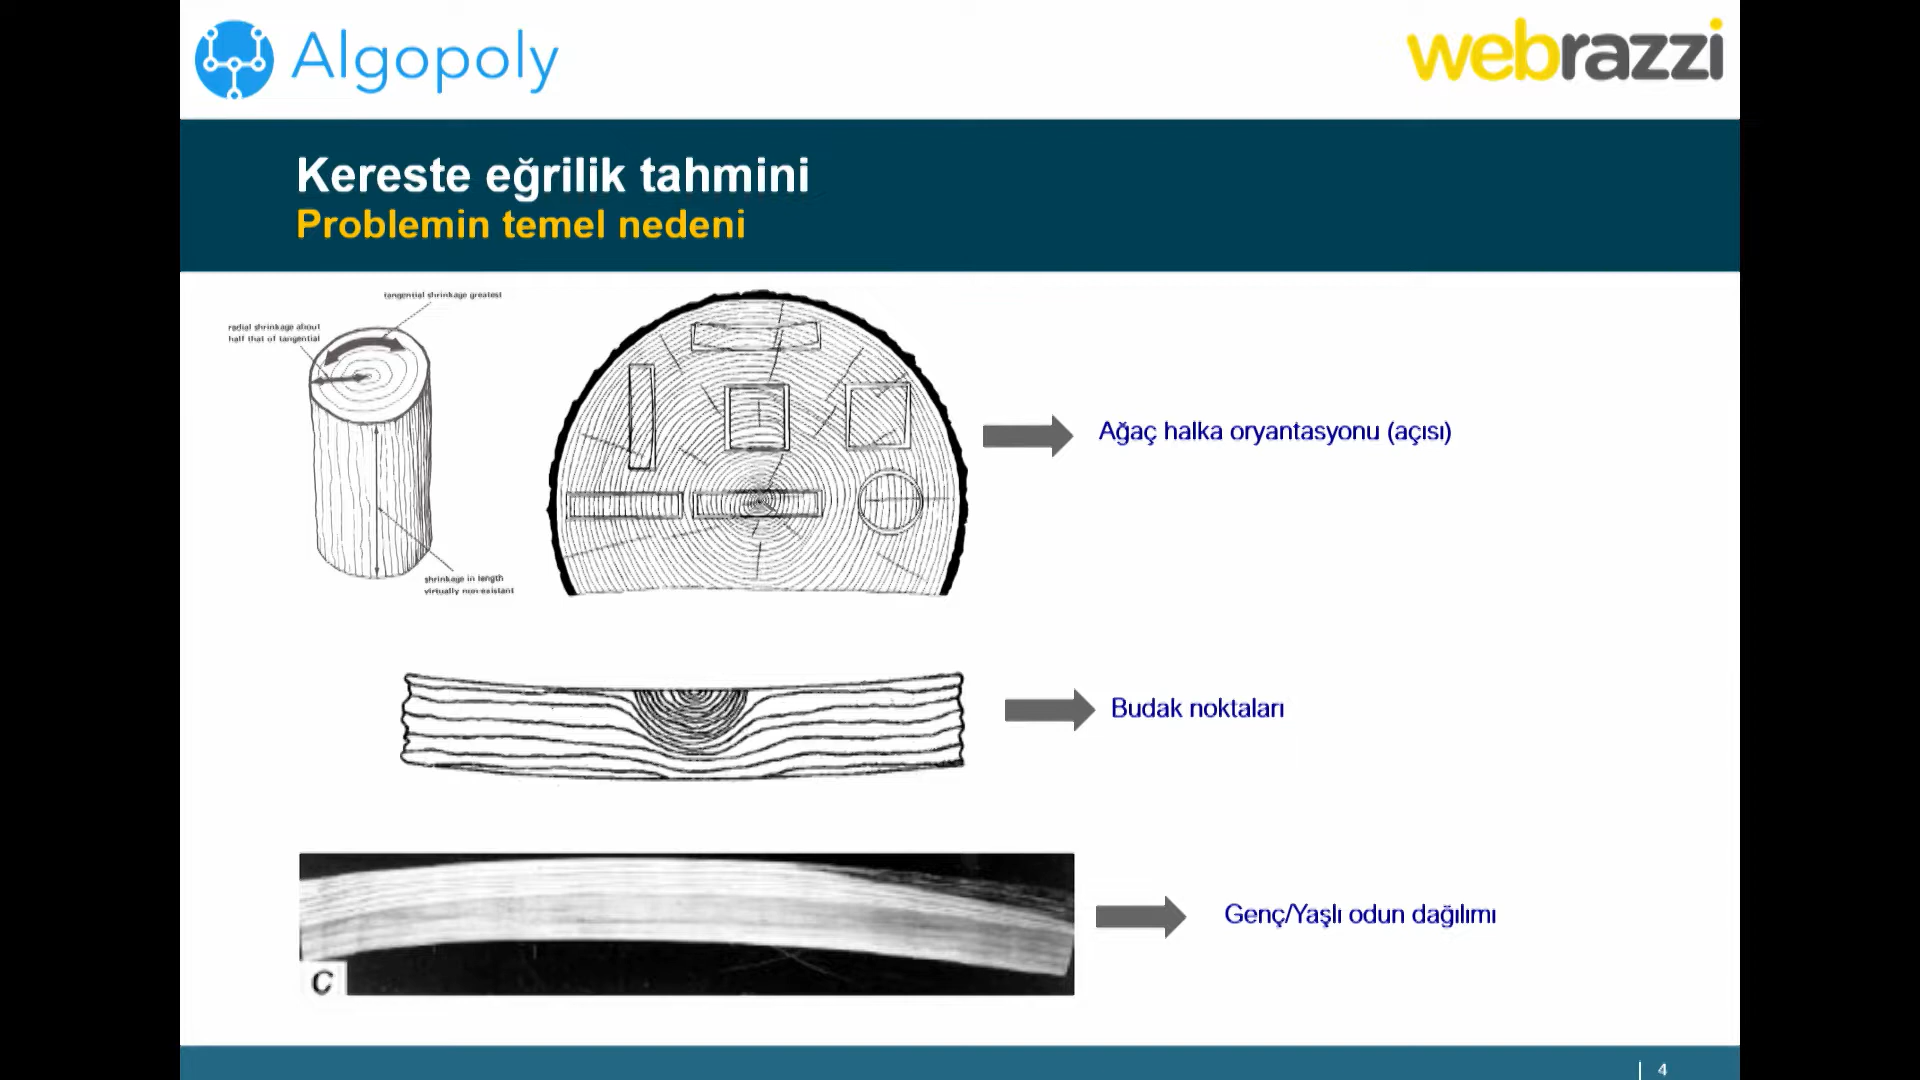 Algopoly
webrazzi
Kereste eğrilik tahmini
Problemin temel nedeni
tangential shrinkage greatest
radial shrinkage about
half that of tangential
Ağaç halka oryantasyonu (açısı)
shrinkage in length
virtually non-existant
Budak noktaları
Genç/Yaşlı odun dağılımı
C
4